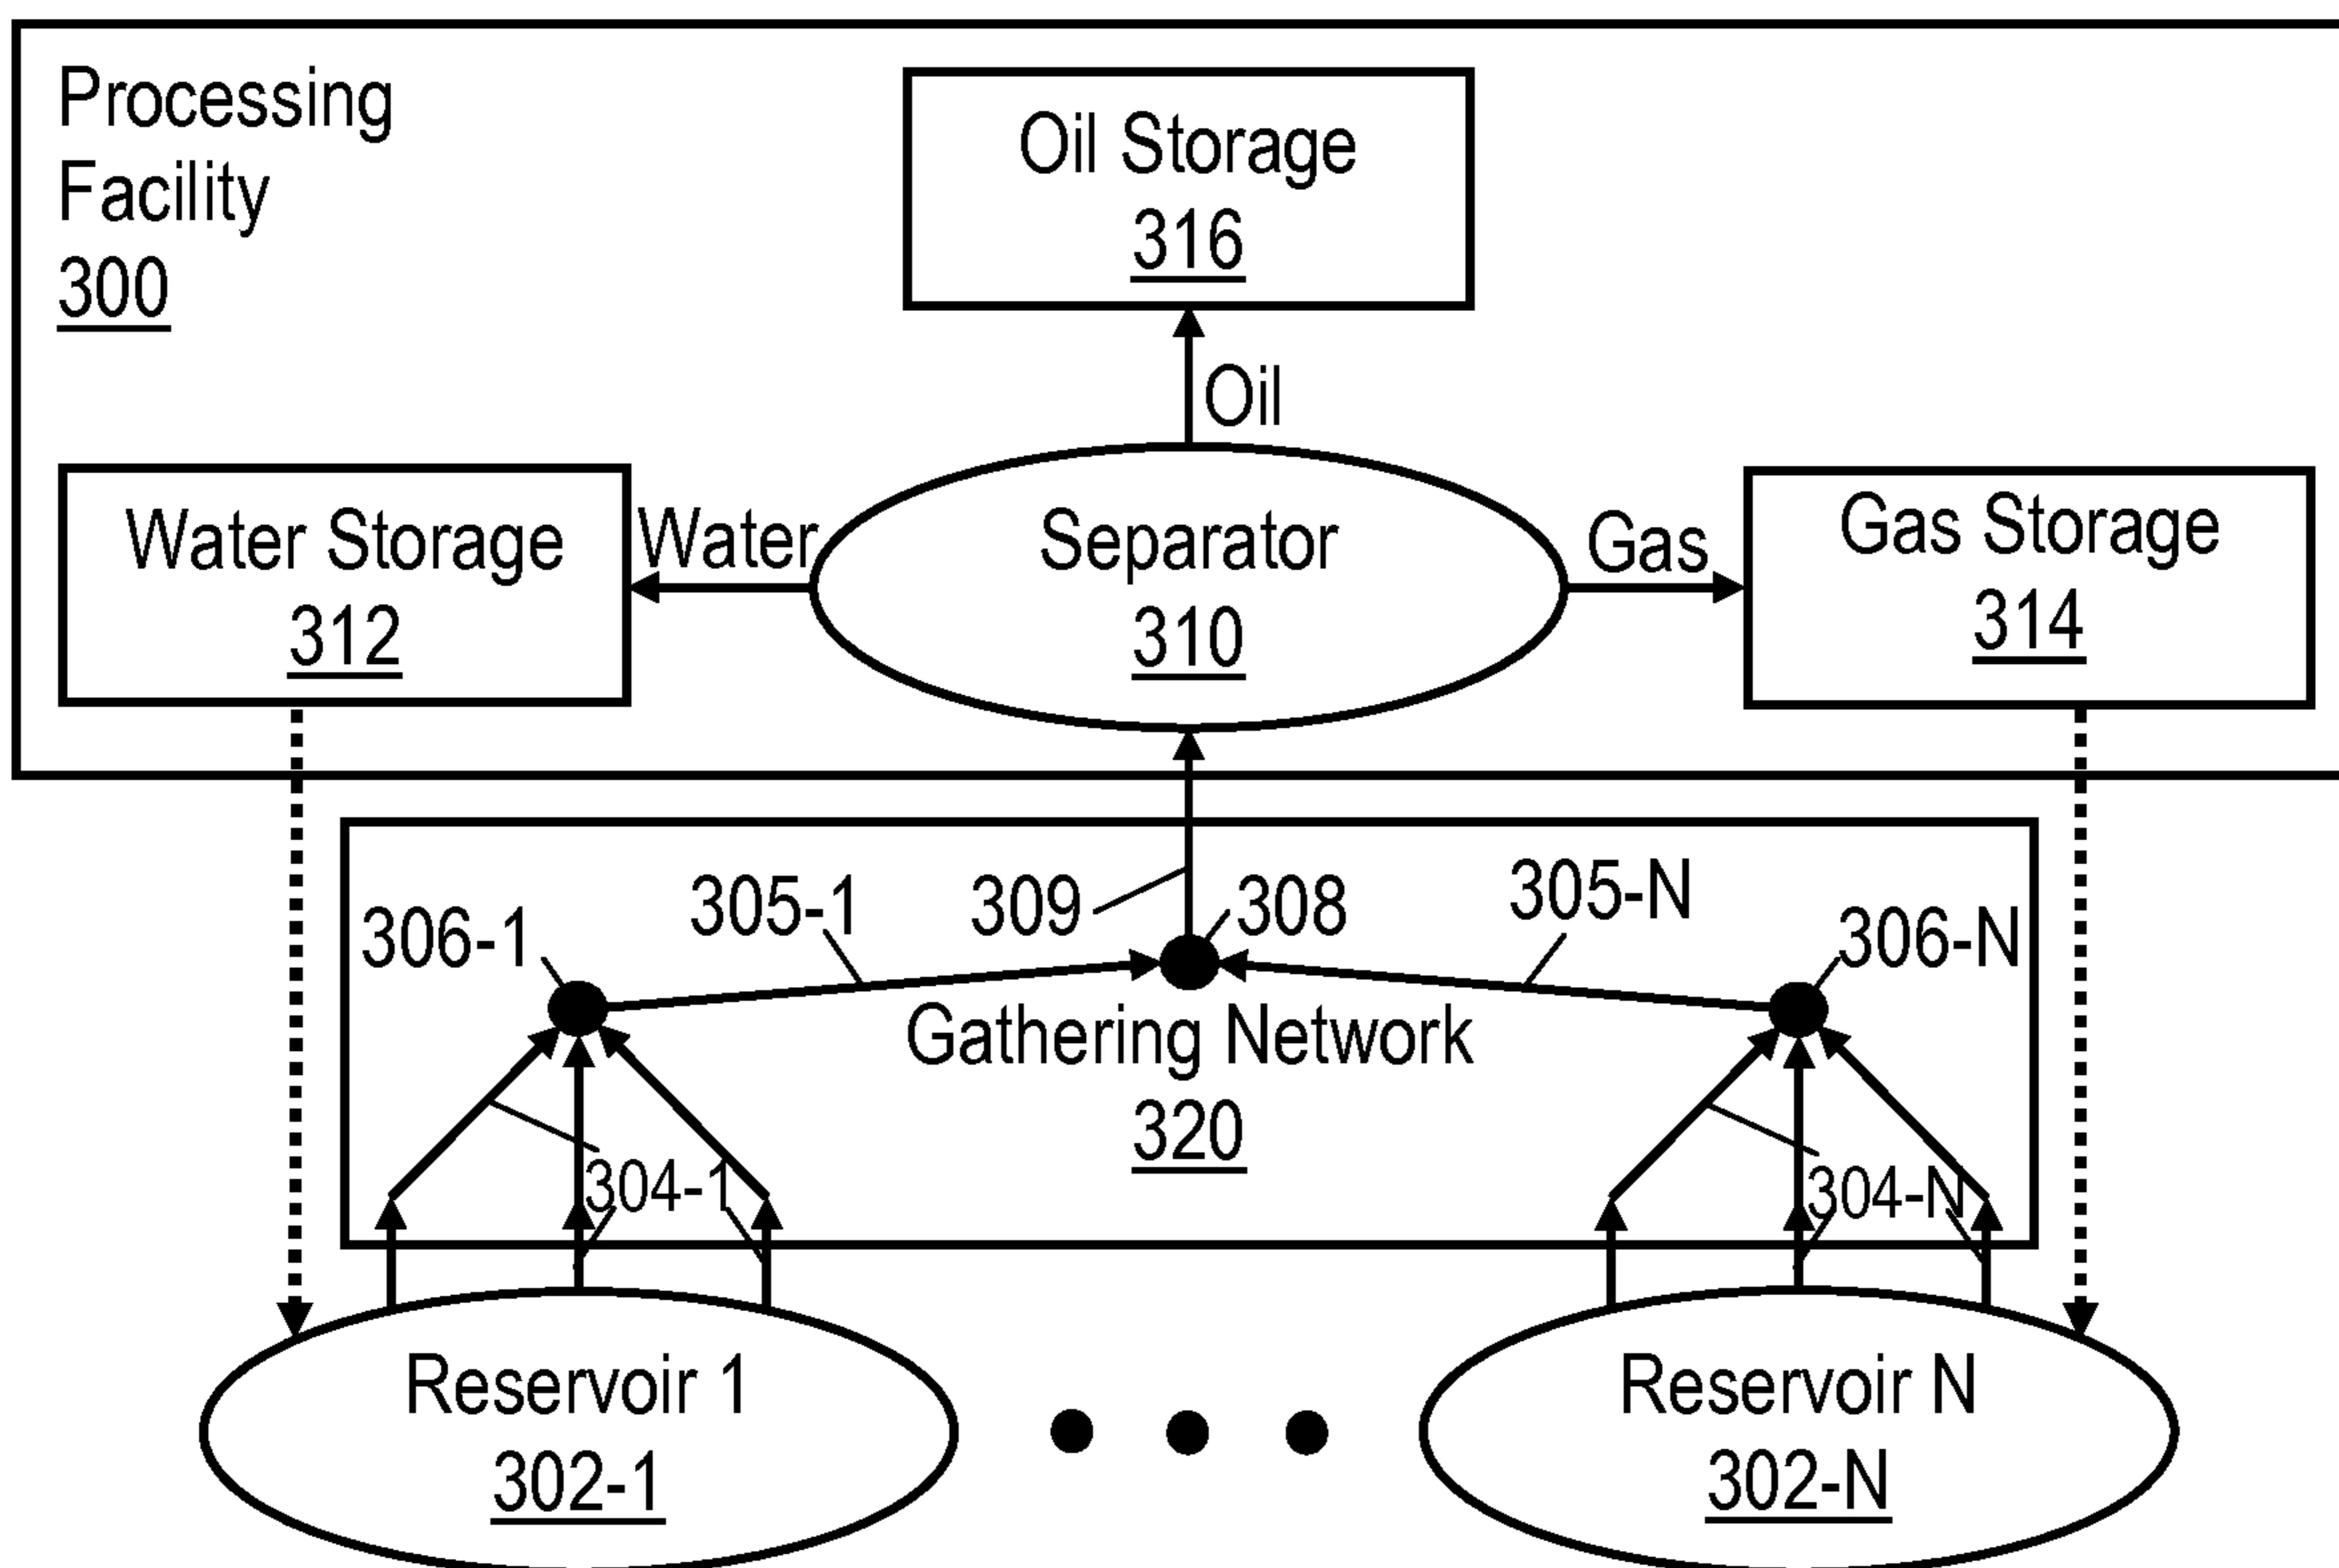 Processing
Facility
300
Oil Storage
316
Oil
Water Storage
312
Water
Separator
310
Gas
Gas Storage
314
306-1
305-1
309
308
305-N
306-N
Gathering Network
320
304-1
304-N
Reservoir 1
302-1
Reservoir N
302-N